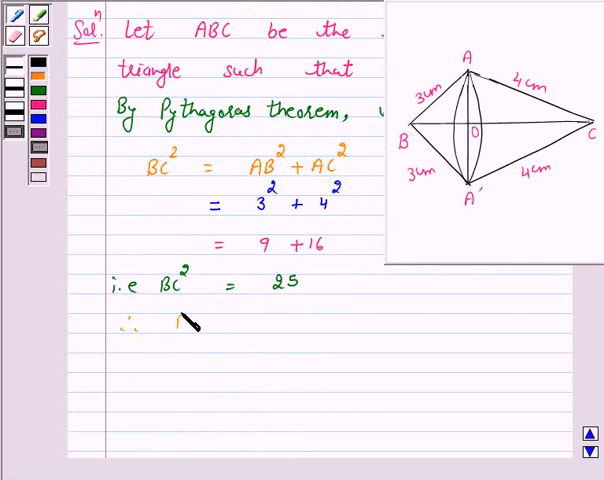 Solⁿ Let ABC be the
triangle such that
By Pythagoras theorem,
BC² = AB² + AC²
= 3² + 4²
= 9 + 16
i.e BC² = 25
∴
A
3cm
4cm
B
O
C
3cm
4cm
A'